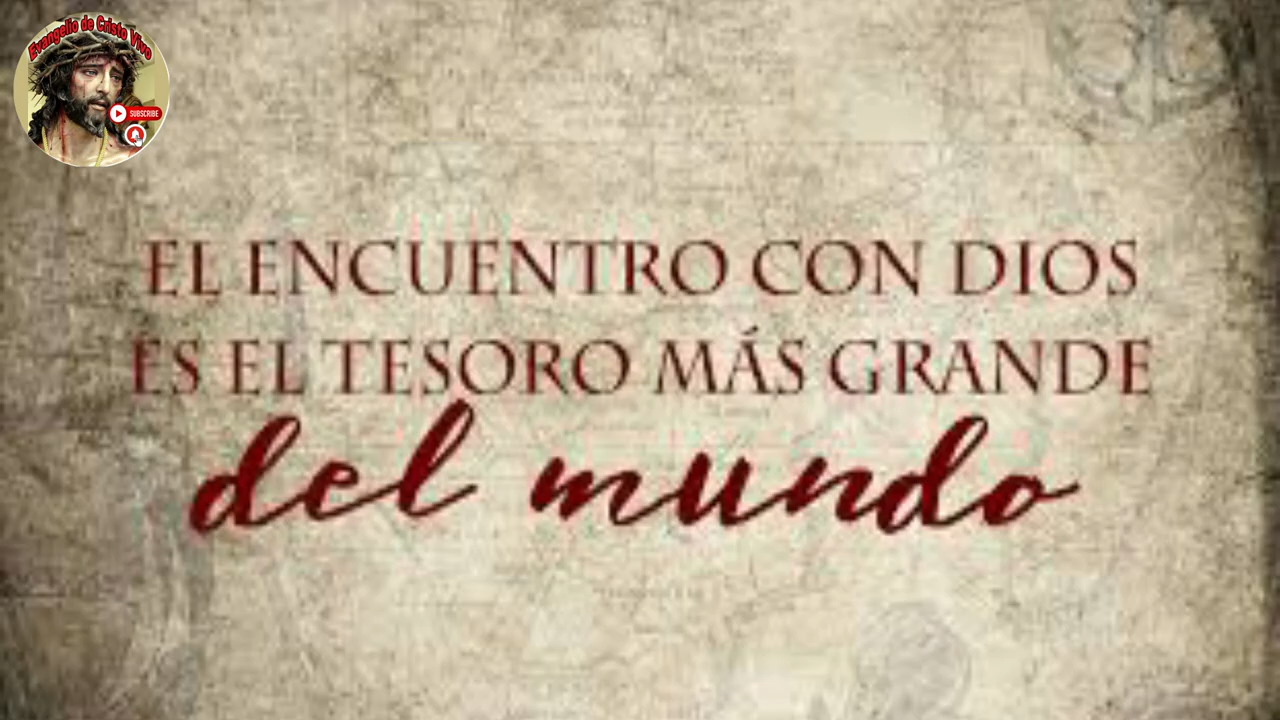 Evangelio de Cristo Vivo
SUBSCRIBE
EL ENCUENTRO CON DIOS
ES EL TESORO MÁS GRANDE
del mundo